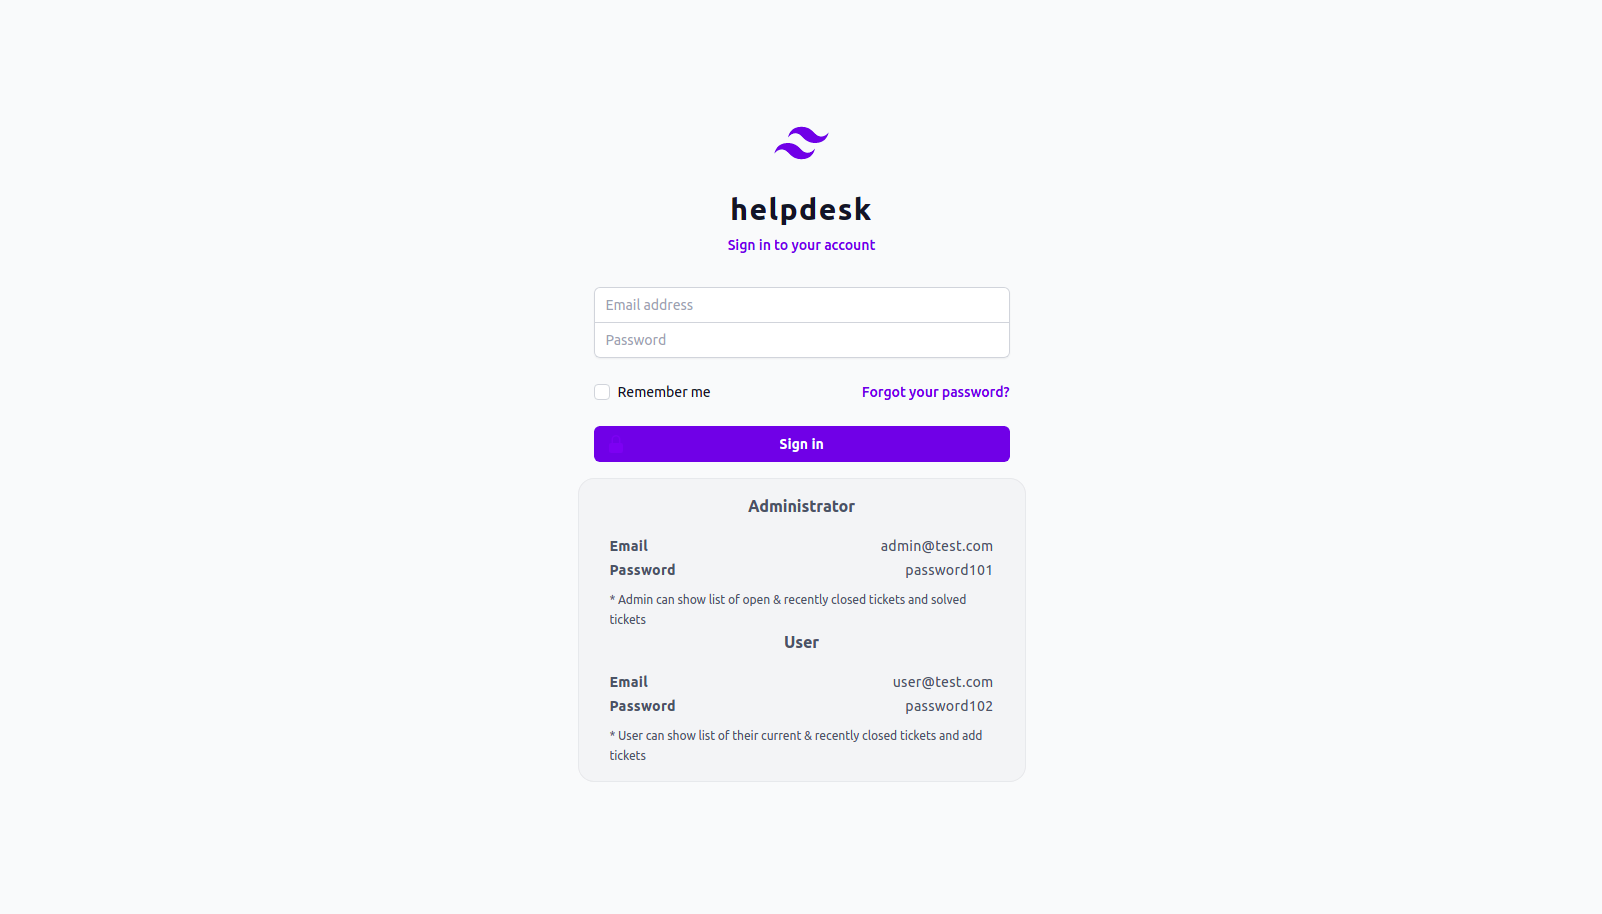 helpdesk
Sign in to your account
Email address
Password
Remember me
Forgot your password?
Sign in
Administrator
Email admin@test.com
Password password101
* Admin can show list of open & recently closed tickets and solved
tickets
User
Email user@test.com
Password password102
* User can show list of their current & recently closed tickets and add
tickets